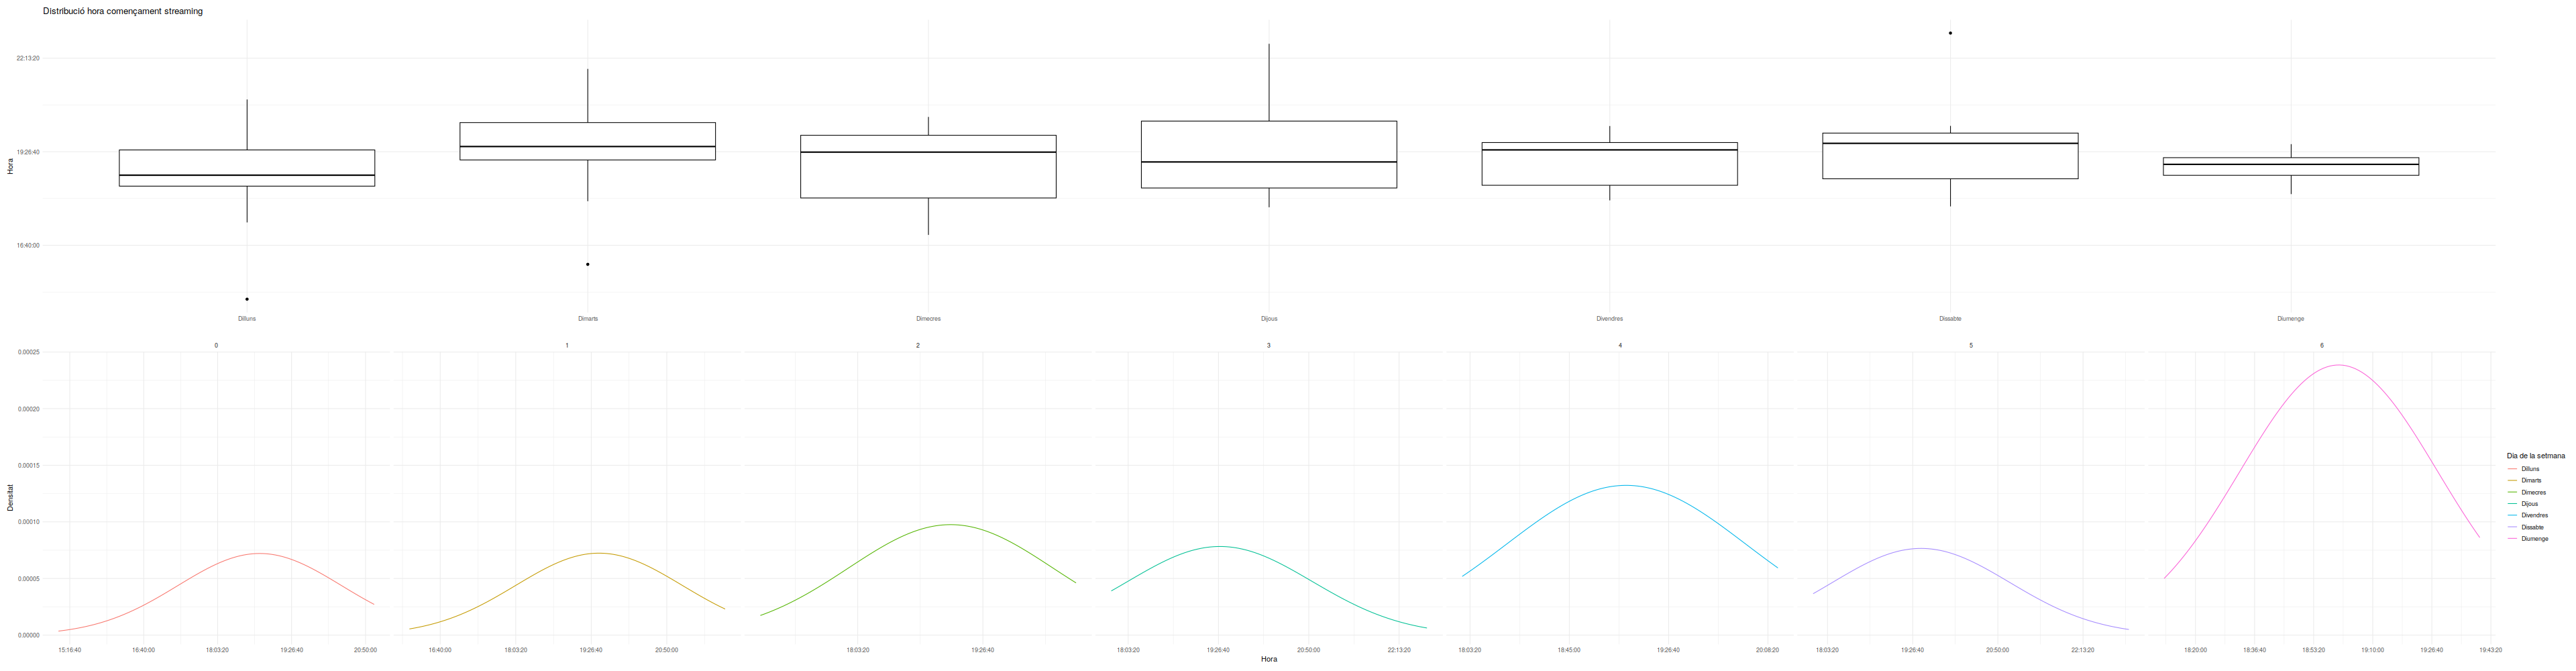 Distribució hora començament streaming
Hora
22:13:20
19:26:40
16:40:00
Dilluns Dimarts Dimecres Dijous Divendres Dissabte Diumenge
0 1 2 3 4 5 6
Densitat
0.00025
0.00020
0.00015
0.00010
0.00005
0.00000
15:16:40 16:40:00 18:03:20 19:26:40 20:50:00 16:40:00 18:03:20 19:26:40 20:50:00 18:03:20 19:26:40 18:03:20 19:26:40 20:50:00 22:13:20 18:03:20 18:45:00 19:26:40 20:08:20 18:03:20 19:26:40 20:50:00 22:13:20 18:20:00 18:36:40 18:53:20 19:10:00 19:26:40 19:43:20
Hora
Dia de la setmana
Dilluns
Dimarts
Dimecres
Dijous
Divendres
Dissabte
Diumenge